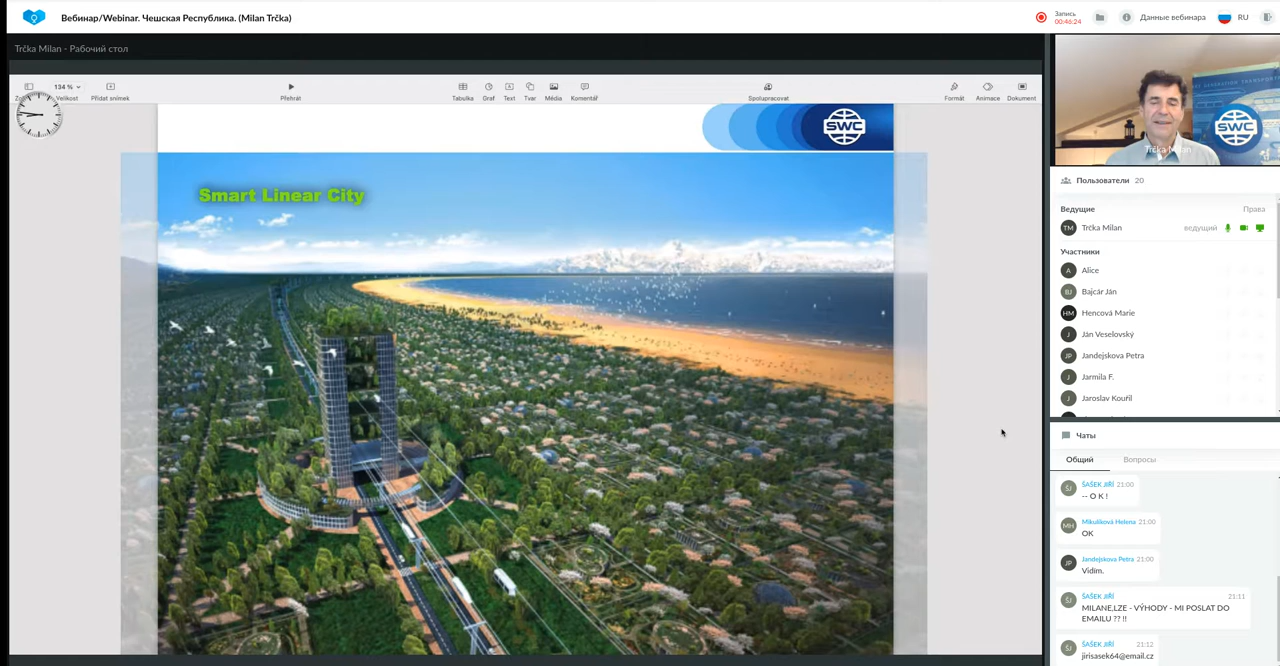 Вебинар/Webinar. Чешская Республика. (Milan Trčka)
Запись
00:46:24
Данные вебинара
RU
Trčka Milan - Рабочий стол
134 %
Velikost
Přidat snímek
Přehrát
Tabulka
Graf
Text
Tvar
Média
Komentář
Spolupracovat
Formát
Animace
Dokument
SWC
Smart Linear City
SWC
Trčka Milan
Пользователи 20
Ведущие
Права
TM Trčka Milan
ведущий
Участники
A Alice
BJ Bajcár Ján
HM Hencová Marie
J Ján Veselovský
JP Jandejskova Petra
J Jarmila F.
J Jaroslav Kouřil
Чаты
Общий
Вопросы
ŠJ ŠAŠEK JIŘÍ 21:00
-- O K !
MH Mikulíková Helena 21:00
OK
JP Jandejskova Petra 21:00
Vidím.
ŠJ ŠAŠEK JIŘÍ 21:11
MILANE,LZE - VÝHODY - MI POSLAT DO
EMAILU ?? !!
ŠJ ŠAŠEK JIŘÍ 21:12
jirisasek64@email.cz